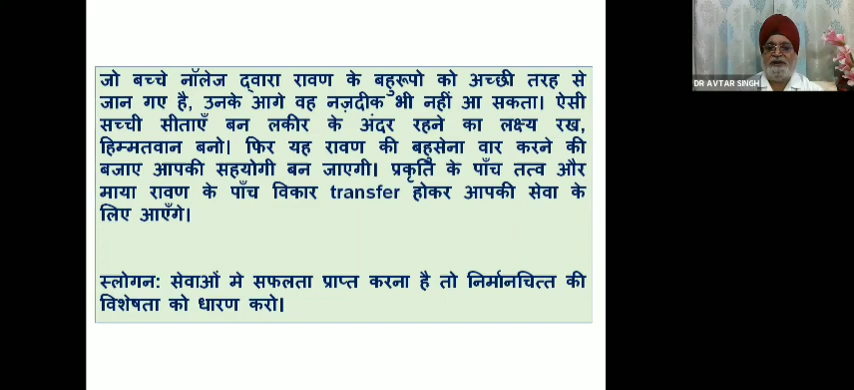 जो बच्चे नॉलेज द्वारा रावण के बहुरूपो को अच्छी तरह से
जान गए है, उनके आगे वह नज़दीक भी नहीं आ सकता। ऐसी
सच्ची सीताएँ बन लकीर के अंदर रहने का लक्ष्य रख,
हिम्मतवान बनो। फिर यह रावण की बहुसेना वार करने की
बजाए आपकी सहयोगी बन जाएगी। प्रकृति के पाँच तत्व और
माया रावण के पाँच विकार transfer होकर आपकी सेवा के
लिए आएँगे।
स्लोगन: सेवाओं मे सफलता प्राप्त करना है तो निर्मानचित्त की
विशेषता को धारण करो।
DR AVTAR SINGH